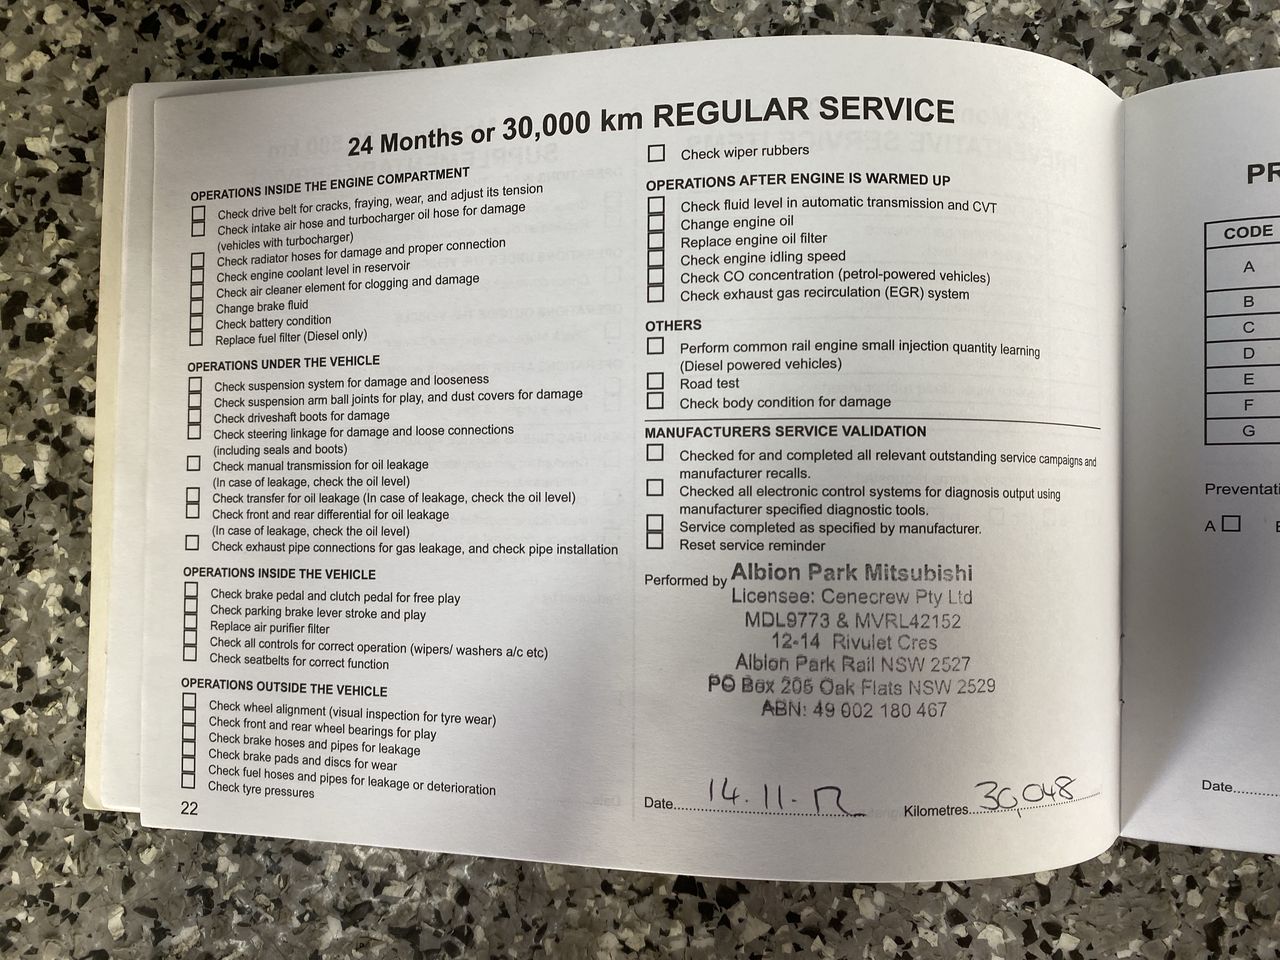 24 Months or 30,000 km REGULAR SERVICE
OPERATIONS INSIDE THE ENGINE COMPARTMENT
Check drive belt for cracks, fraying, wear, and adjust its tension
Check intake air hose and turbocharger oil hose for damage
(vehicles with turbocharger)
Check radiator hoses for damage and proper connection
Check engine coolant level in reservoir
Check air cleaner element for clogging and damage
Change brake fluid
Check battery condition
Replace fuel filter (Diesel only)
OPERATIONS UNDER THE VEHICLE
Check suspension system for damage and looseness
Check suspension arm ball joints for play, and dust covers for damage
Check driveshaft boots for damage
Check steering linkage for damage and loose connections
(including seals and boots)
Check manual transmission for oil leakage
(In case of leakage, check the oil level)
Check transfer for oil leakage (In case of leakage, check the oil level)
Check front and rear differential for oil leakage
(In case of leakage, check the oil level)
Check exhaust pipe connections for gas leakage, and check pipe installation
OPERATIONS INSIDE THE VEHICLE
Check brake pedal and clutch pedal for free play
Check parking brake lever stroke and play
Replace air purifier filter
Check all controls for correct operation (wipers/ washers a/c etc)
Check seatbelts for correct function
OPERATIONS OUTSIDE THE VEHICLE
Check wheel alignment (visual inspection for tyre wear)
Check front and rear wheel bearings for play
Check brake hoses and pipes for leakage
Check brake pads and discs for wear
Check fuel hoses and pipes for leakage or deterioration
Check tyre pressures
22
Check wiper rubbers
OPERATIONS AFTER ENGINE IS WARMED UP
Check fluid level in automatic transmission and CVT
Change engine oil
Replace engine oil filter
Check engine idling speed
Check CO concentration (petrol-powered vehicles)
Check exhaust gas recirculation (EGR) system
OTHERS
Perform common rail engine small injection quantity learning
(Diesel powered vehicles)
Road test
Check body condition for damage
MANUFACTURERS SERVICE VALIDATION
Checked for and completed all relevant outstanding service campaigns and
manufacturer recalls.
Checked all electronic control systems for diagnosis output using
manufacturer specified diagnostic tools.
Service completed as specified by manufacturer.
Reset service reminder
Performed by Albion Park Mitsubishi
Licensee: Cenecrew Pty Ltd
MDL9773 & MVRL42152
12-14 Rivulet Cres
Albion Park Rail NSW 2527
PO Box 205 Oak Flats NSW 2529
ABN: 49 002 180 467
Date 14.11.17 Kilometres 30,048
CODE
A
B
C
D
E
F
G
A
Date